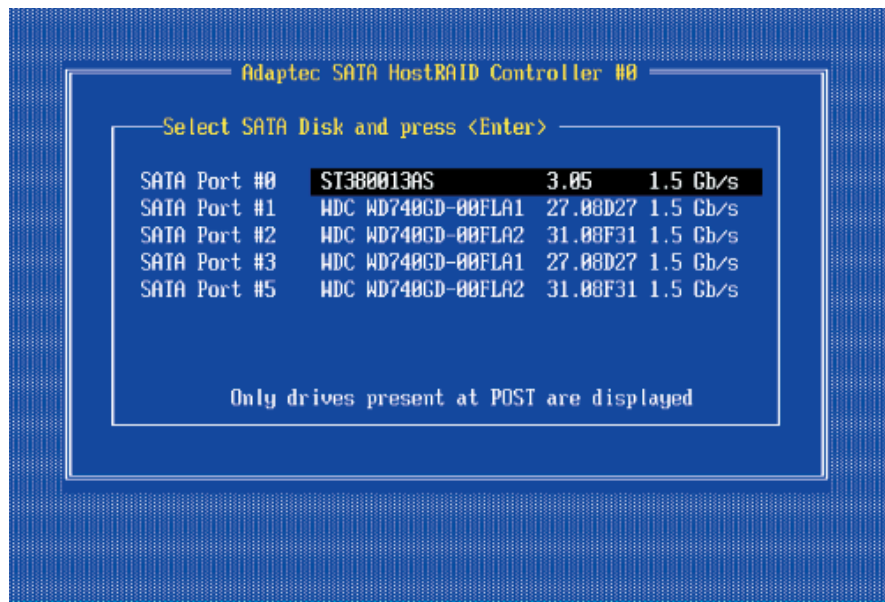 Adaptec SATA HostRAID Controller #0
Select SATA Disk and press <Enter>
SATA Port #0 ST380013AS 3.05 1.5 Gb/s
SATA Port #1 WDC WD740GD-00FLA1 27.08D27 1.5 Gb/s
SATA Port #2 WDC WD740GD-00FLA2 31.08F31 1.5 Gb/s
SATA Port #3 WDC WD740GD-00FLA1 27.08D27 1.5 Gb/s
SATA Port #5 WDC WD740GD-00FLA2 31.08F31 1.5 Gb/s
Only drives present at POST are displayed